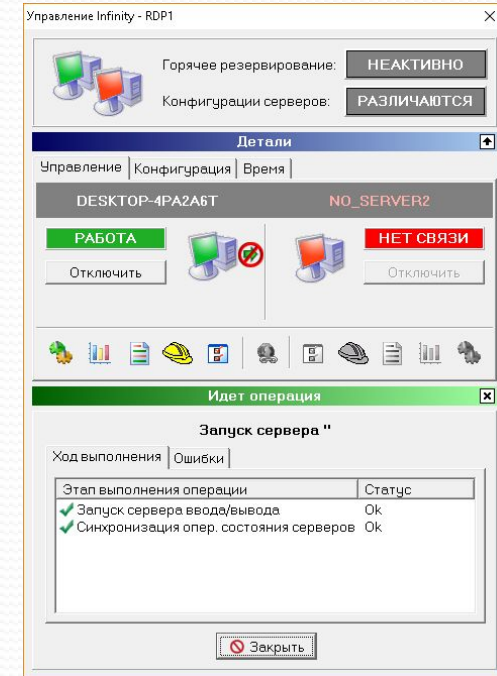 Управление Infinity - RDP1
Горячее резервирование: НЕАКТИВНО
Конфигурации серверов: РАЗЛИЧАЮТСЯ
Детали
Управление Конфигурация Время
DESKTOP-4PA2A6T NO_SERVER2
РАБОТА НЕТ СВЯЗИ
Отключить Отключить
Идет операция
Запуск сервера ''
Ход выполнения Ошибки
Этап выполнения операции Статус
Запуск сервера ввода/вывода Ok
Синхронизация опер. состояния серверов Ok
Закрыть